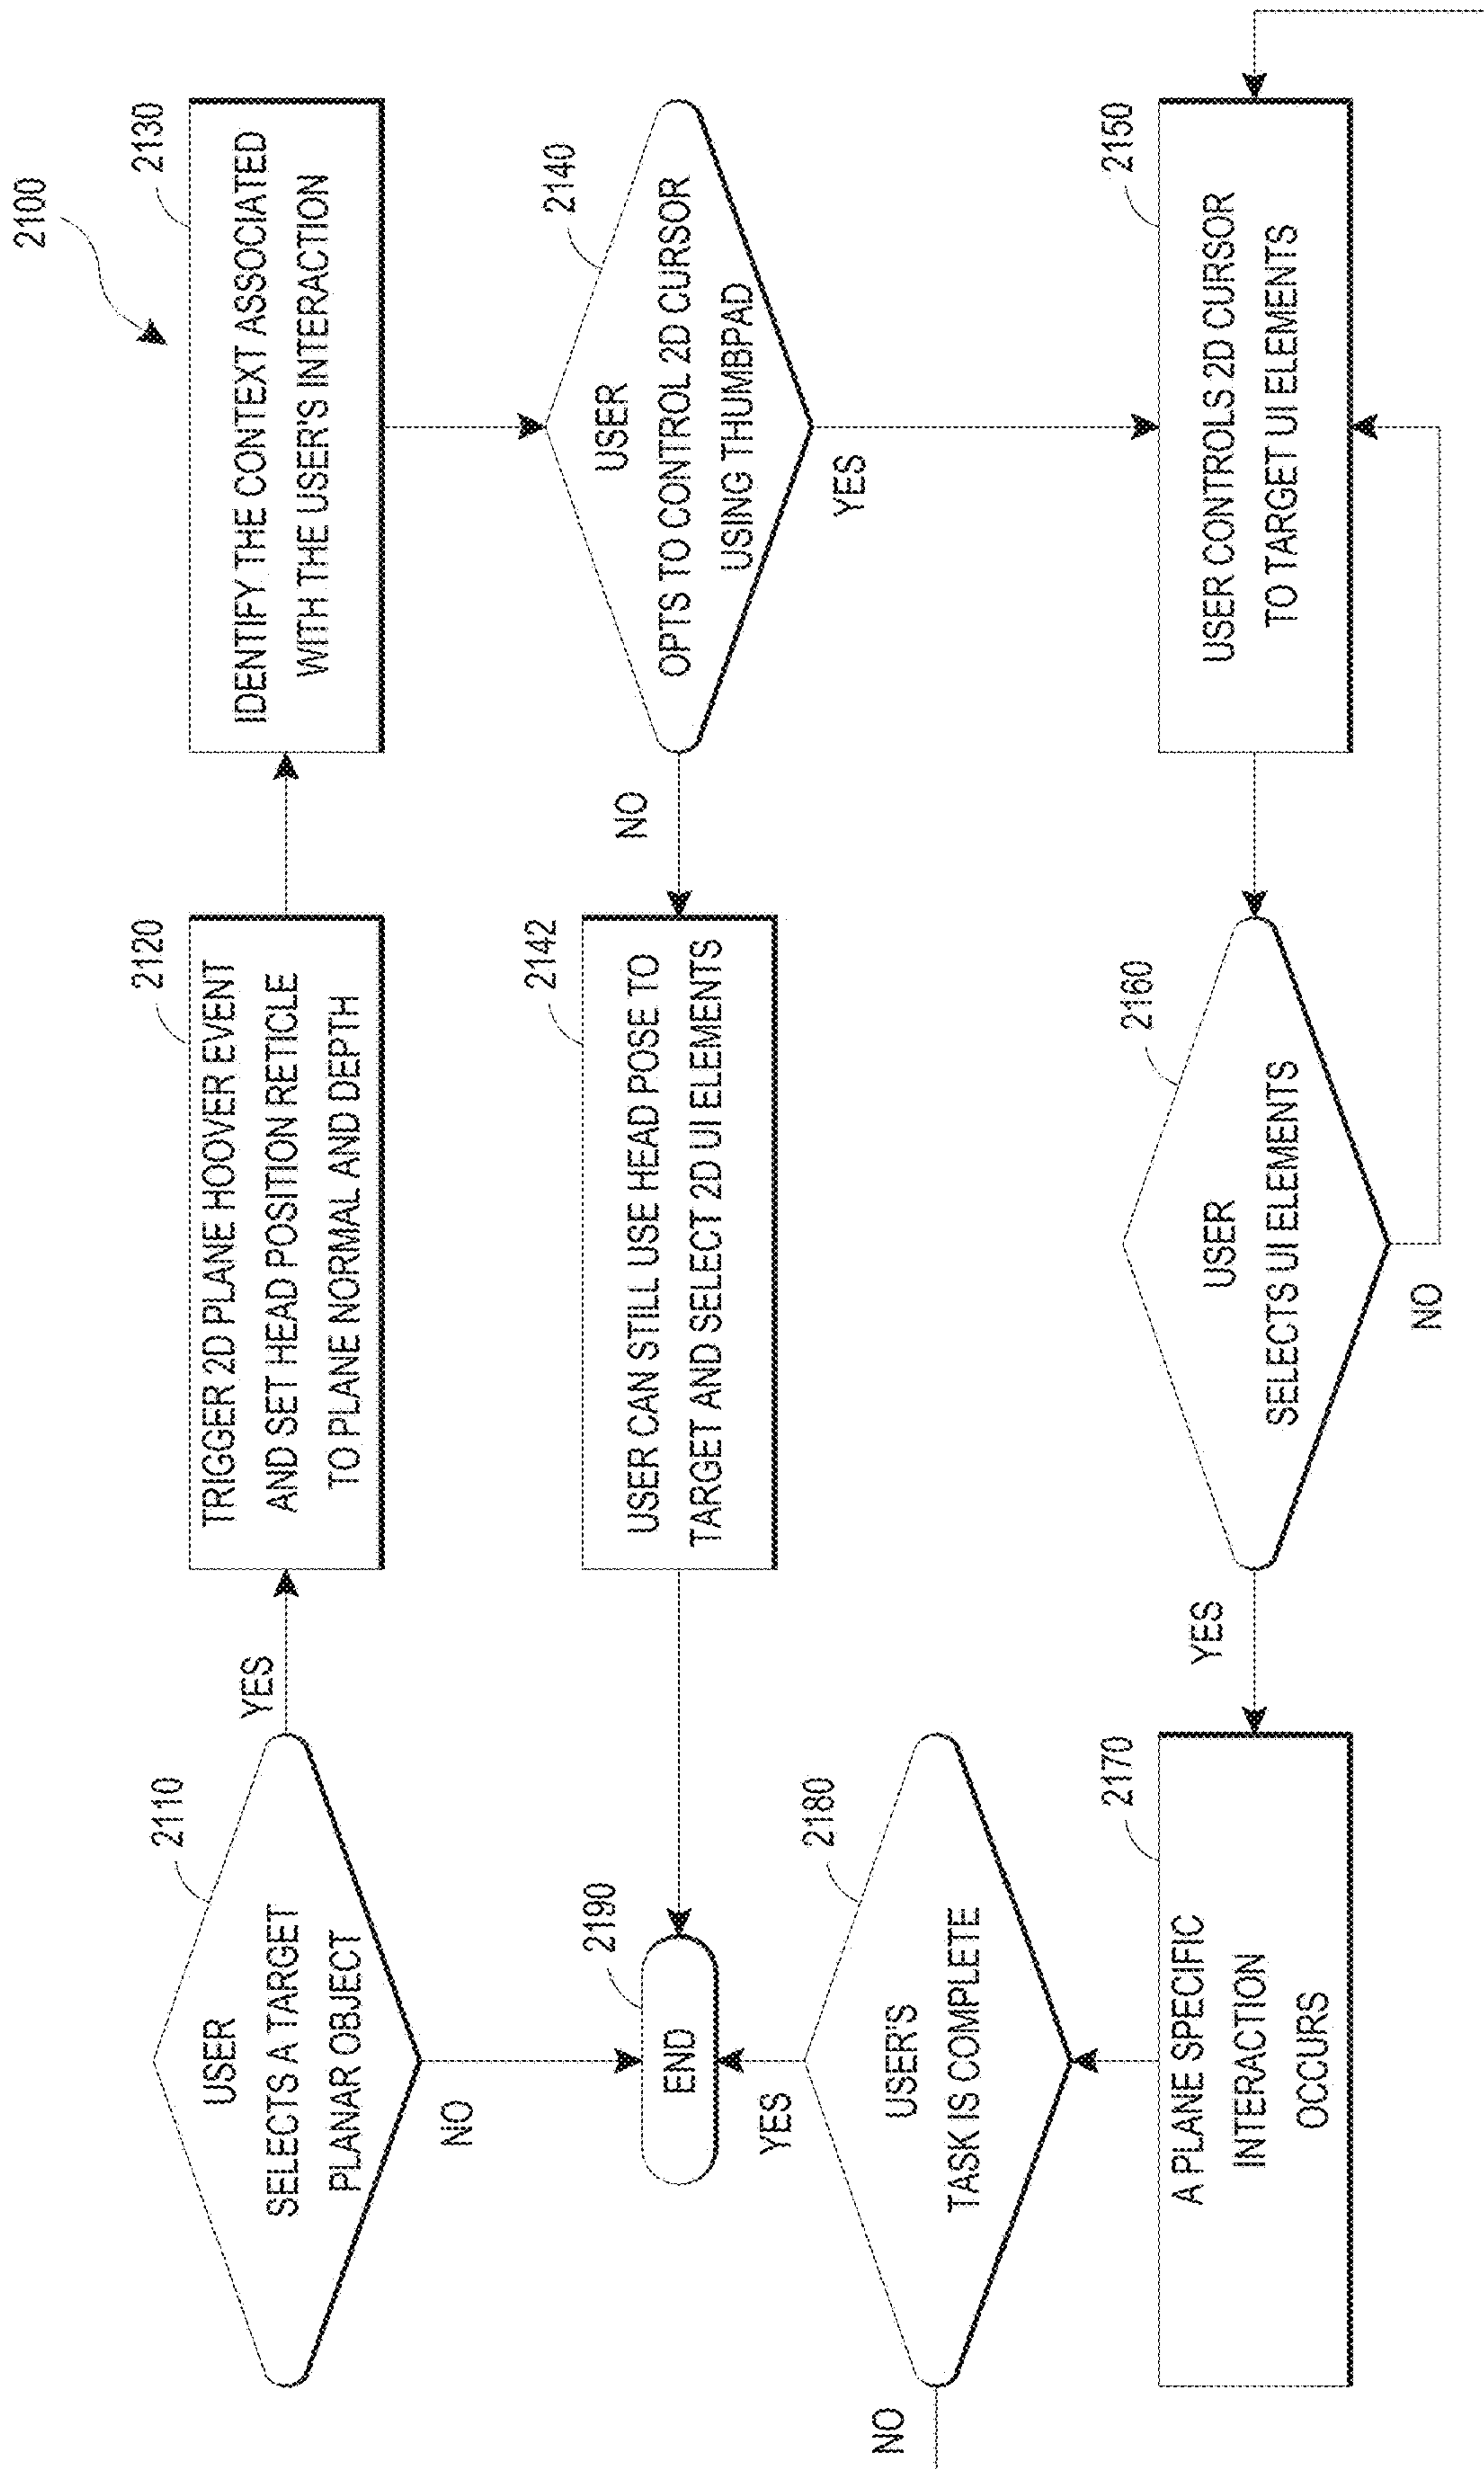 2100
2110
USER
SELECTS A TARGET
PLANAR OBJECT
YES
NO
2120
TRIGGER 2D PLANE HOOVER EVENT
AND SET HEAD POSITION RETICLE
TO PLANE NORMAL AND DEPTH
2130
IDENTIFY THE CONTEXT ASSOCIATED
WITH THE USER'S INTERACTION
2140
USER
OPTS TO CONTROL 2D CURSOR
USING THUMBPAD
NO
YES
2142
USER CAN STILL USE HEAD POSE TO
TARGET AND SELECT 2D UI ELEMENTS
2190
END
2150
USER CONTROLS 2D CURSOR
TO TARGET UI ELEMENTS
2160
USER
SELECTS UI ELEMENTS
YES
NO
2170
A PLANE SPECIFIC
INTERACTION
OCCURS
2180
USER'S
TASK IS COMPLETE
YES
NO